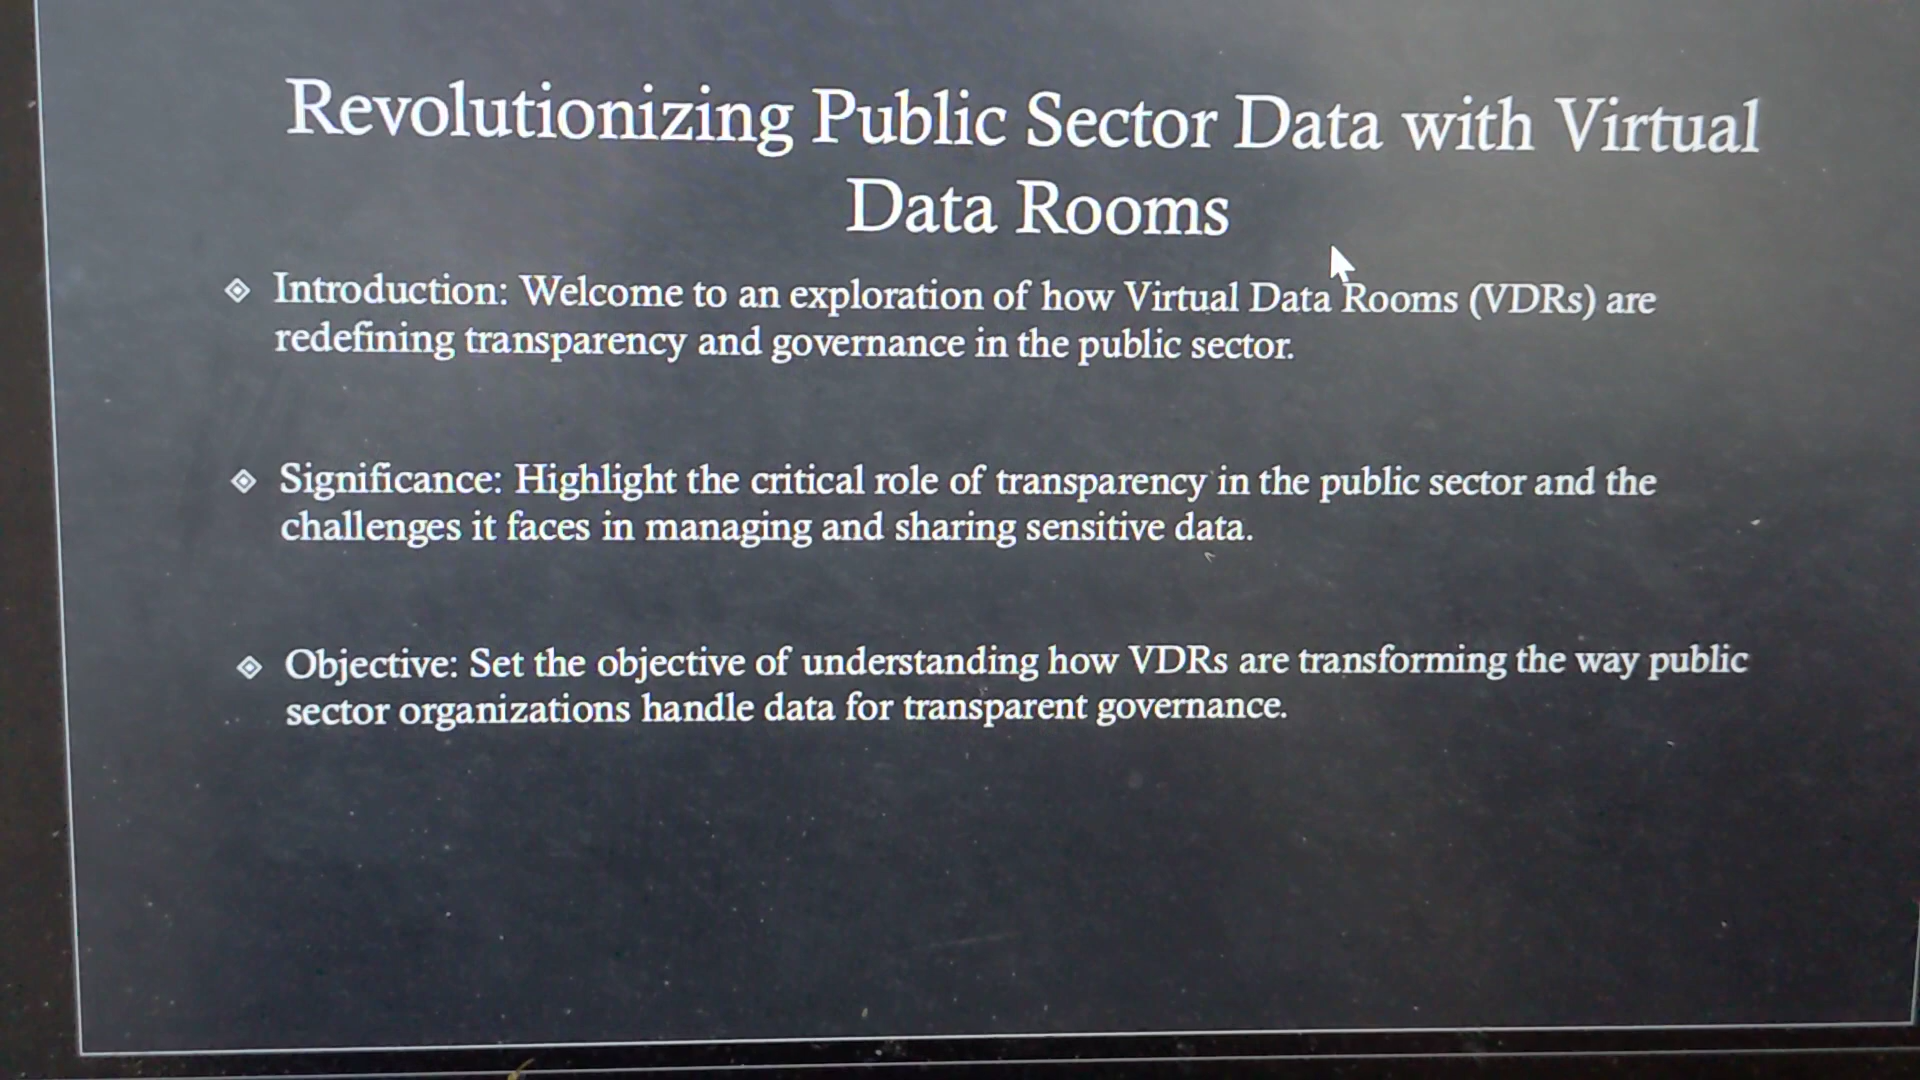 Revolutionizing Public Sector Data with Virtual
Data Rooms
Introduction: Welcome to an exploration of how Virtual Data Rooms (VDRs) are
redefining transparency and governance in the public sector.
Significance: Highlight the critical role of transparency in the public sector and the
challenges it faces in managing and sharing sensitive data.
Objective: Set the objective of understanding how VDRs are transforming the way public
sector organizations handle data for transparent governance.